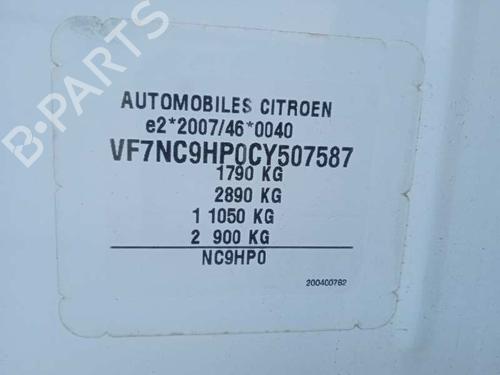 B-PARTS
AUTOMOBILES CITROEN
e2*2007/46*0040
VF7NC9HP0CY507587
1790 KG
2890 KG
1 1050 KG
2 900 KG
NC9HP0
200400762